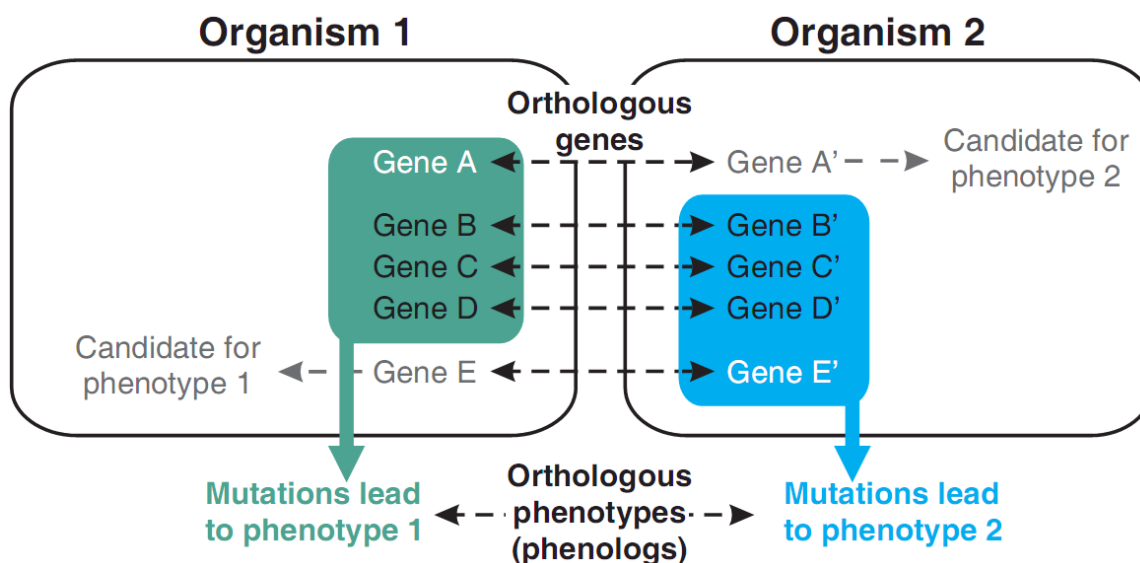 Organism 1
Organism 2
Orthologous
genes
Gene A
Gene A’
Candidate for
phenotype 2
Gene B
Gene B’
Gene C
Gene C’
Gene D
Gene D’
Candidate for
phenotype 1
Gene E
Gene E’
Mutations lead
to phenotype 1
Orthologous
phenotypes
(phenologs)
Mutations lead
to phenotype 2